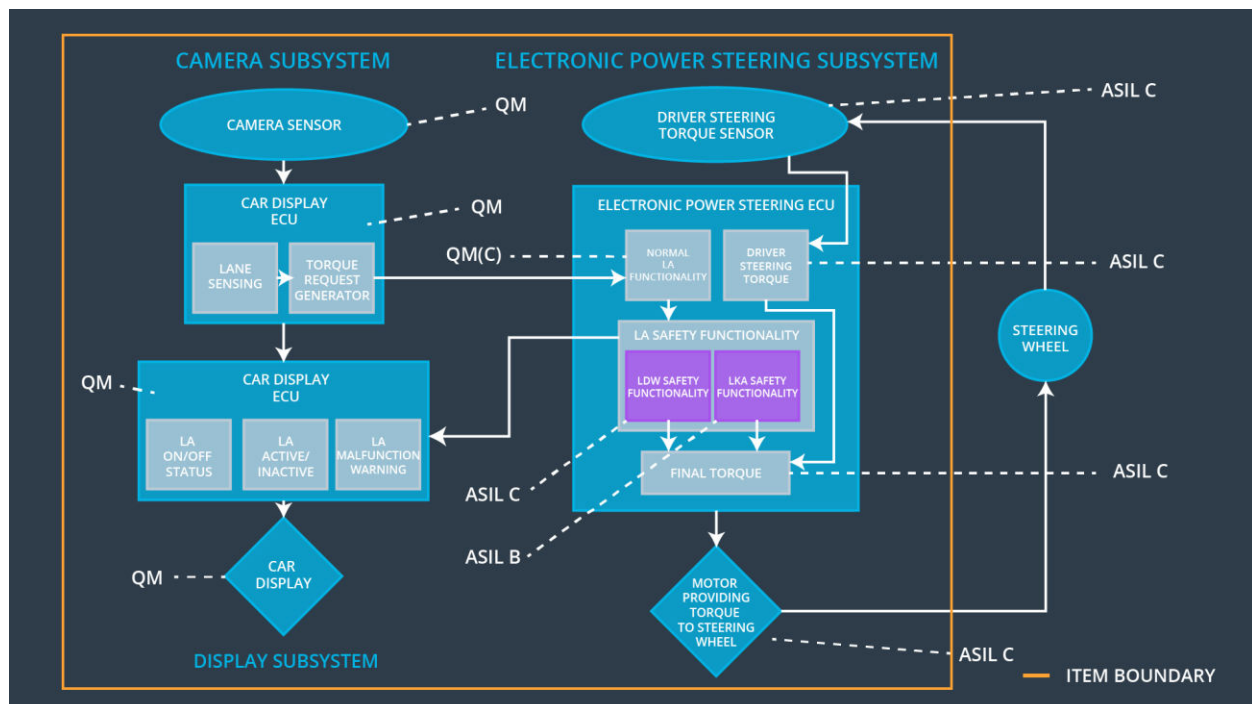 CAMERA SUBSYSTEM
ELECTRONIC POWER STEERING SUBSYSTEM
CAMERA SENSOR
QM
DRIVER STEERING
TORQUE SENSOR
ASIL C
CAR DISPLAY
ECU
QM
LANE
SENSING
TORQUE
REQUEST
GENERATOR
ELECTRONIC POWER STEERING ECU
QM(C)
NORMAL
LA
FUNCTIONALITY
DRIVER
STEERING
TORQUE
ASIL C
LA SAFETY FUNCTIONALITY
LDW SAFETY
FUNCTIONALITY
LKA SAFETY
FUNCTIONALITY
STEERING
WHEEL
QM
CAR DISPLAY
ECU
LA
ON/OFF
STATUS
LA
ACTIVE/
INACTIVE
LA
MALFUNCTION
WARNING
FINAL TORQUE
ASIL C
ASIL C
ASIL B
QM
CAR
DISPLAY
MOTOR
PROVIDING
TORQUE
TO STEERING
WHEEL
ASIL C
DISPLAY SUBSYSTEM
ITEM BOUNDARY